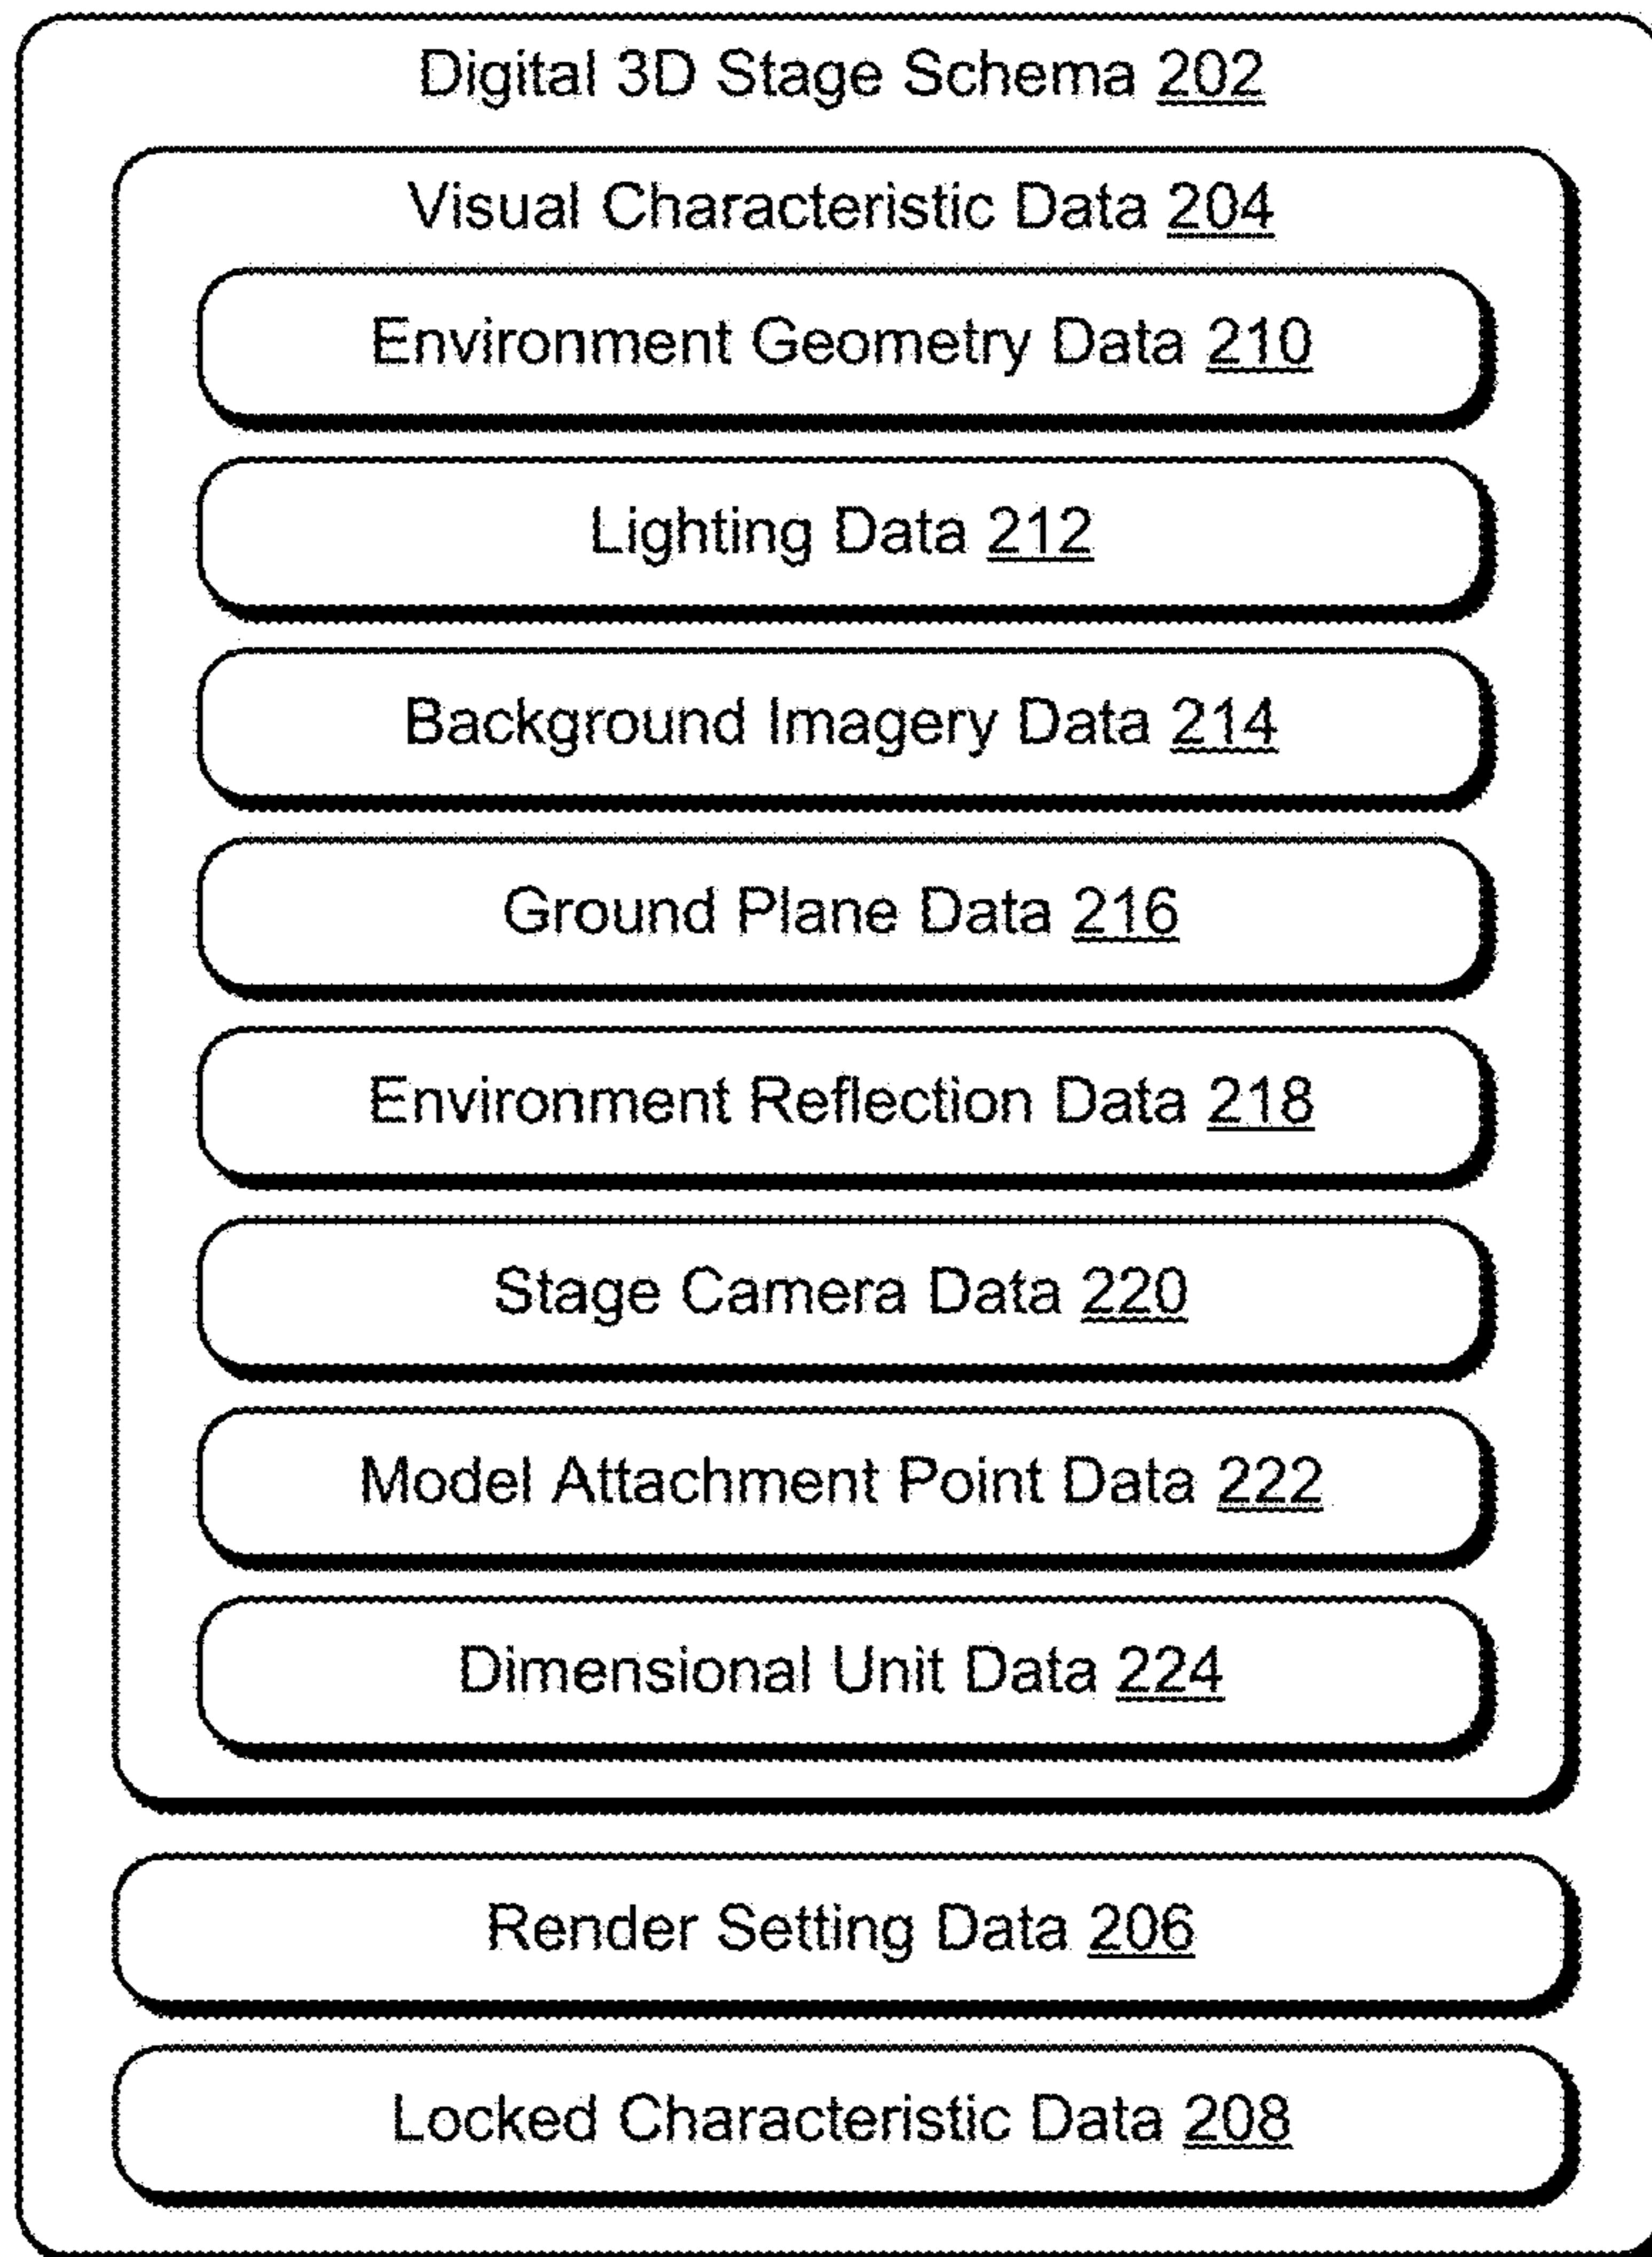 Digital 3D Stage Schema 202
Visual Characteristic Data 204
Environment Geometry Data 210
Lighting Data 212
Background Imagery Data 214
Ground Plane Data 216
Environment Reflection Data 218
Stage Camera Data 220
Model Attachment Point Data 222
Dimensional Unit Data 224
Render Setting Data 206
Locked Characteristic Data 208